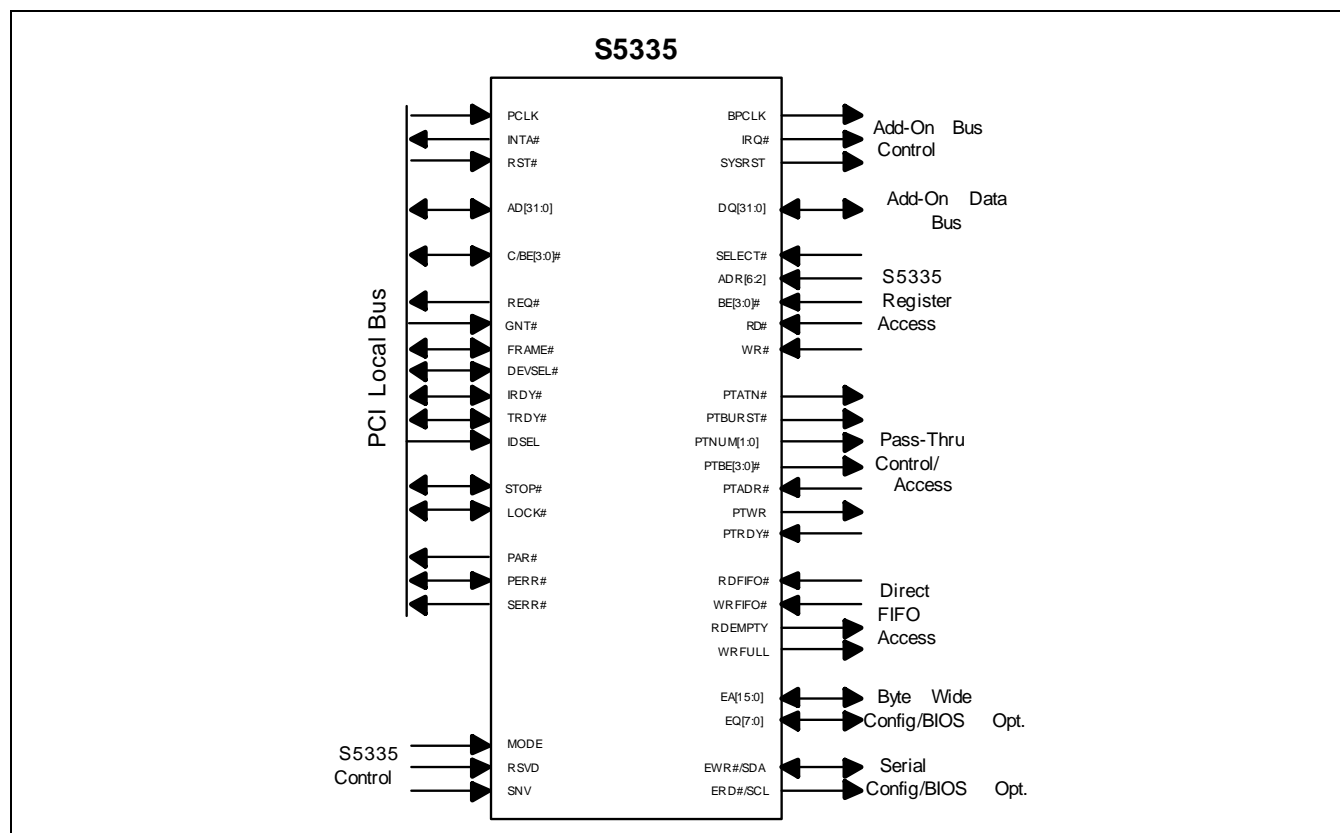 S5335
PCI Local Bus
PCLK
INTA#
RST#
AD[31:0]
C/BE[3:0]#
REQ#
GNT#
FRAME#
DEVSEL#
IRDY#
TRDY#
IDSEL
STOP#
LOCK#
PAR#
PERR#
SERR#
S5335
Control
MODE
RSVD
SNV
BPCLK
IRQ#
SYSRST
Add-On Bus
Control
DQ[31:0]
Add-On Data
Bus
SELECT#
ADR[6:2]
BE[3:0]#
RD#
WR#
S5335
Register
Access
PTATN#
PTBURST#
PTNUM[1:0]
PTBE[3:0]#
PTADR#
PTWR
PTRDY#
Pass-Thru
Control/
Access
RDFIFO#
WRFIFO#
RDEMPTY
WRFULL
Direct
FIFO
Access
EA[15:0]
EQ[7:0]
Byte Wide
Config/BIOS Opt.
EWR#/SDA
ERD#/SCL
Serial
Config/BIOS Opt.